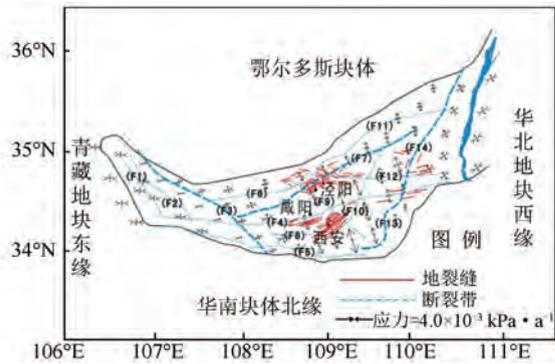 36°N
35°N
34°N
106°E
107°E
108°E
109°E
110°E
111°E
鄂尔多斯块体
青藏地块东缘
华北地块西缘
华南块体北缘
(F1)
(F2)
(F3)
(F4)
(F5)
(F6)
(F7)
(F8)
(F9)
(F10)
(F11)
(F12)
(F13)
(F14)
泾阳
咸阳
西安
图 例
地裂缝
断裂带
应力=4.0×10⁻³ kPa·a⁻¹